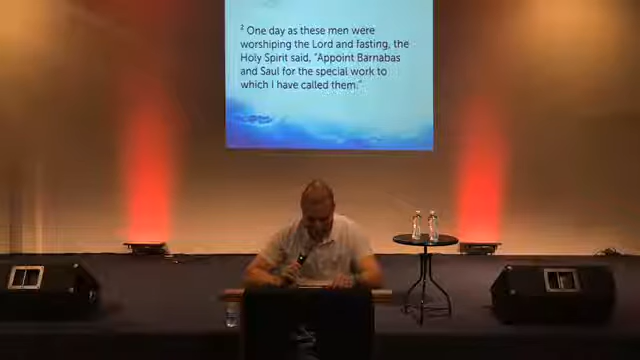 ² One day as these men were
worshiping the Lord and fasting, the
Holy Spirit said, “Appoint Barnabas
and Saul for the special work to
which I have called them.”